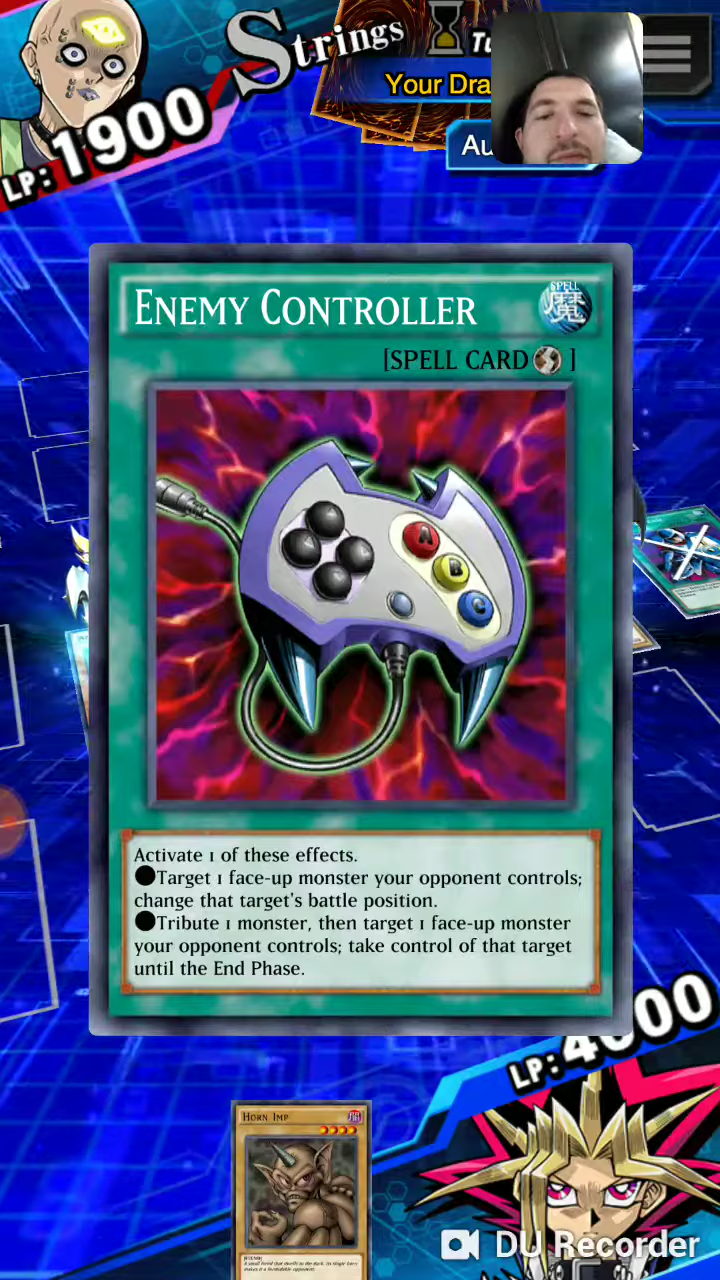 Strings
Your Dra
Au
LP: 1900
ENEMY CONTROLLER
SPELL
魔
[SPELL CARD ]
A
B
C
Activate 1 of these effects.
●Target 1 face-up monster your opponent controls;
change that target's battle position.
●Tribute 1 monster, then target 1 face-up monster
your opponent controls; take control of that target
until the End Phase.
LP: 4000
HORN IMP
DU Recorder